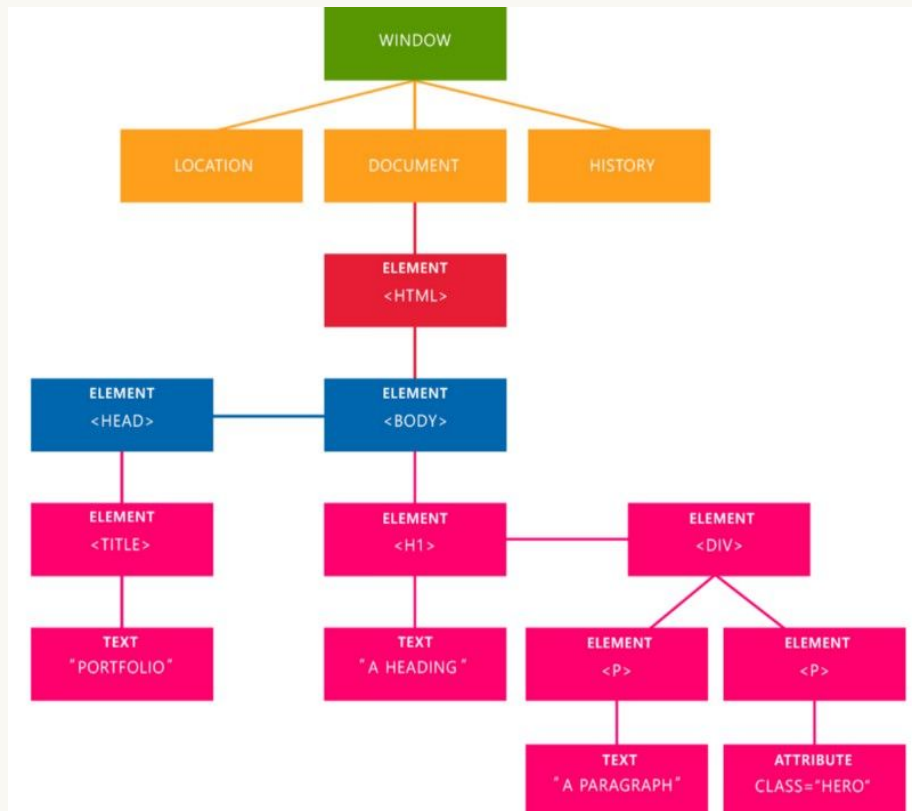 WINDOW
LOCATION
DOCUMENT
HISTORY
ELEMENT
<HTML>
ELEMENT
<HEAD>
ELEMENT
<BODY>
ELEMENT
<TITLE>
ELEMENT
<H1>
ELEMENT
<DIV>
TEXT
"PORTFOLIO"
TEXT
"A HEADING"
ELEMENT
<P>
ELEMENT
<P>
TEXT
"A PARAGRAPH"
ATTRIBUTE
CLASS="HERO"